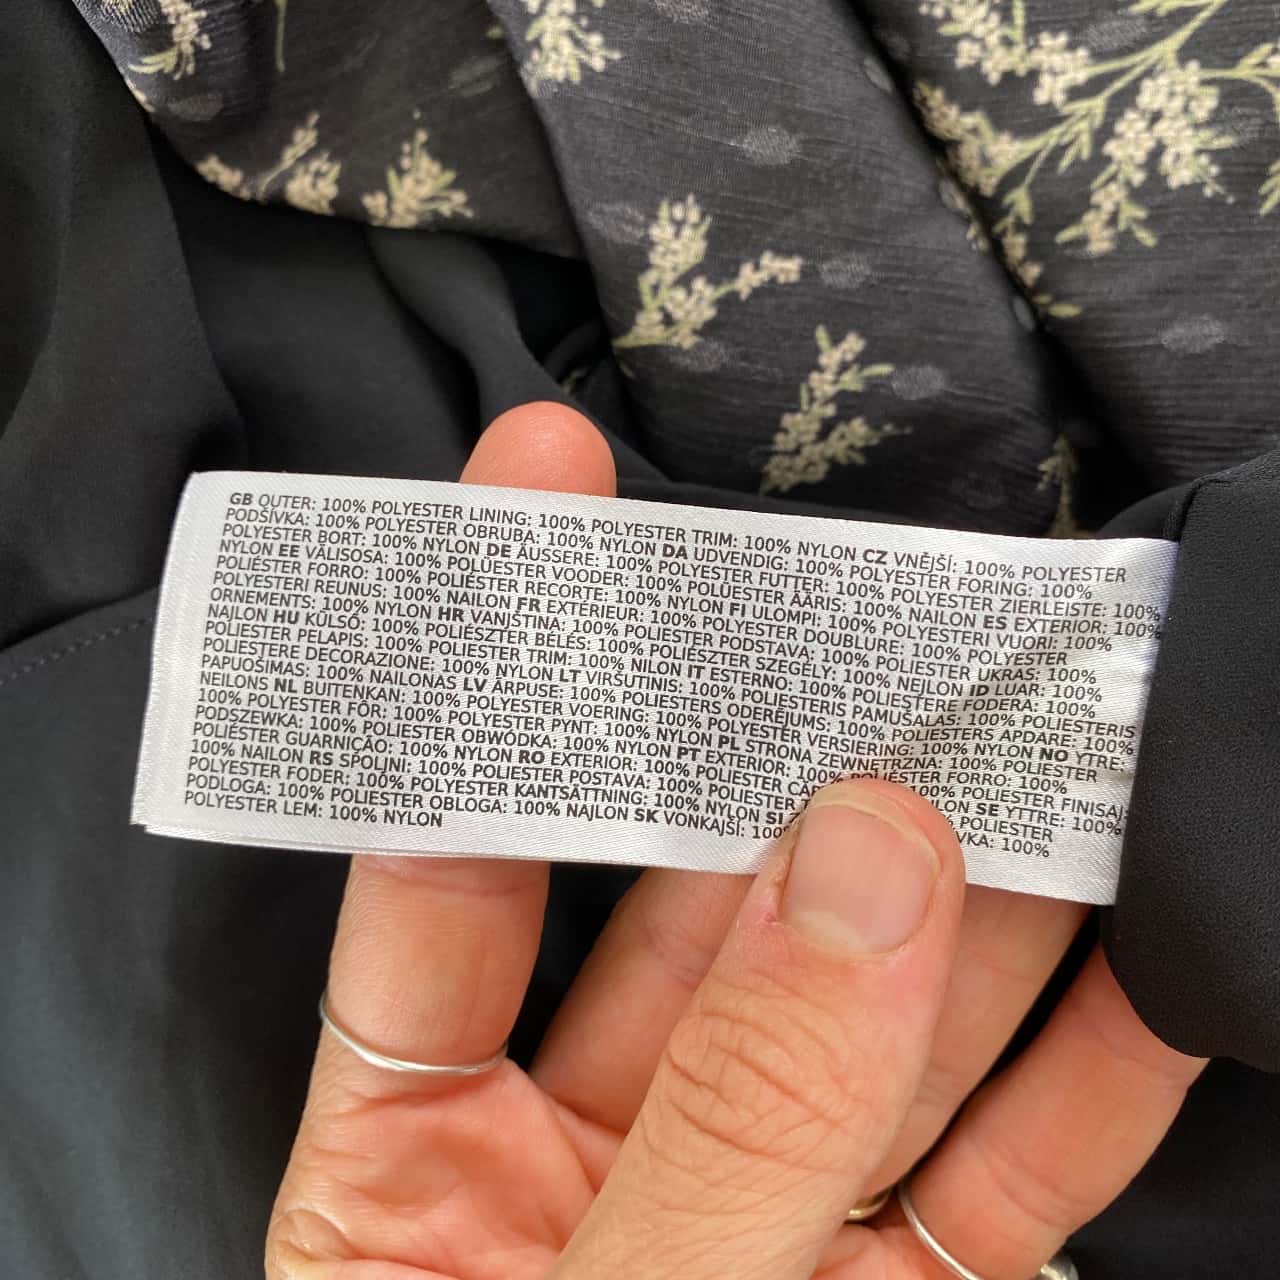 GB OUTER: 100% POLYESTER LINING: 100% POLYESTER TRIM: 100% NYLON CZ VNĚJŠÍ: 100% POLYESTER
PODŠÍVKA: 100% POLYESTER OBRUBA: 100% NYLON DA UDVENDIG: 100% POLYESTER FORING: 100%
POLYESTER BORT: 100% NYLON DE ÄUSSERE: 100% POLYESTER FUTTER: 100% POLYESTER ZIERLEISTE: 100%
NYLON EE VÄLISOSA: 100% POLÜESTER VOODER: 100% POLÜESTER ÄÄRIS: 100% NAILON ES EXTERIOR: 100%
POLIÉSTER FORRO: 100% POLIÉSTER RECORTE: 100% NYLON FI ULOMPI: 100% POLYESTERI VUORI: 100%
POLYESTERI REUNUS: 100% NAILON FR EXTÉRIEUR: 100% POLYESTER DOUBLURE: 100% POLYESTER
ORNEMENTS: 100% NYLON HR VANJŠTINA: 100% POLIESTER PODSTAVA: 100% POLIESTER UKRAS: 100%
NAJLON HU KÜLSŐ: 100% POLIÉSZTER BÉLÉS: 100% POLIÉSZTER SZEGÉLY: 100% NEJLON ID LUAR: 100%
POLIESTER PELAPIS: 100% POLIESTER TRIM: 100% NILON IT ESTERNO: 100% POLIESTERE FODERA: 100%
POLIESTERE DECORAZIONE: 100% NYLON LT VIRŠUTINIS: 100% POLIESTERIS PAMUŠALAS: 100% POLIESTERIS
PAPUOŠIMAS: 100% NAILONAS LV ĀRPUSE: 100% POLIESTERS ODERĒJUMS: 100% POLIESTERS APDARE: 100%
NEILONS NL BUITENKAN: 100% POLYESTER VOERING: 100% POLYESTER VERSIERING: 100% NYLON NO YTRE:
100% POLYESTER FÔR: 100% POLYESTER PYNT: 100% NYLON PL STRONA ZEWNĘTRZNA: 100% POLIESTER
PODSZEWKA: 100% POLIESTER OBWÓDKA: 100% NYLON PT EXTERIOR: 100% POLIÉSTER FORRO: 100%
POLIÉSTER GUARNIÇÃO: 100% NYLON RO EXTERIOR: 100% POLIESTER 100% POLIESTER FINISAJ:
100% NAILON RS SPOLJNI: 100% POLIESTER POSTAVA: 100% POLIESTER SE YTTRE: 100%
POLYESTER FODER: 100% POLYESTER KANTSÄTTNING: 100% NYLON SI POLIESTER
PODLOGA: 100% POLIESTER OBLOGA: 100% NAJLON SK VONKAJŠÍ: 100%
POLYESTER LEM: 100% NYLON